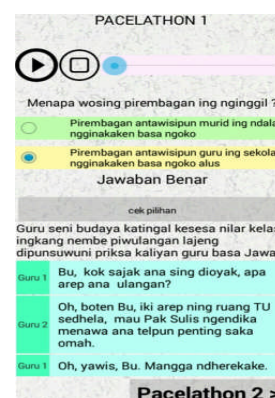 PACELATHON 1
Menapa wosing pirembagan ing nginggil ?
Pirembagan antawisipun murid ing ndala
ngginakaken basa ngoko
Pirembagan antawisipun guru ing sekola
ngginakaken basa ngoko alus
Jawaban Benar
cek pilihan
Guru seni budaya katingal kesesa nilar kelas
ingkang nembe piwulangan lajeng
dipunsuwuni priksa kaliyan guru basa Jawa
Guru 1 Bu, kok sajak ana sing dioyak, apa
arep ana ulangan?
Guru 2 Oh, boten Bu, iki arep ning ruang TU
sedhela, mau Pak Sulis ngendika
menawa ana telpun penting saka
omah.
Guru 1 Oh, yawis, Bu. Mangga ndherekake.
Pacelathon 2 >